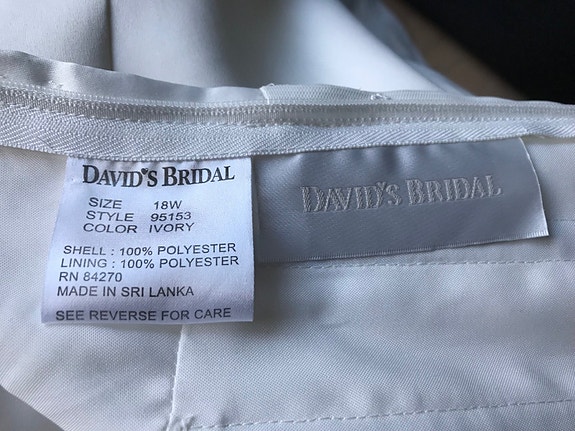 DAVID'S BRIDAL
SIZE 18W
STYLE 95153
COLOR IVORY
SHELL : 100% POLYESTER
LINING : 100% POLYESTER
RN 84270
MADE IN SRI LANKA
SEE REVERSE FOR CARE
DAVID'S BRIDAL